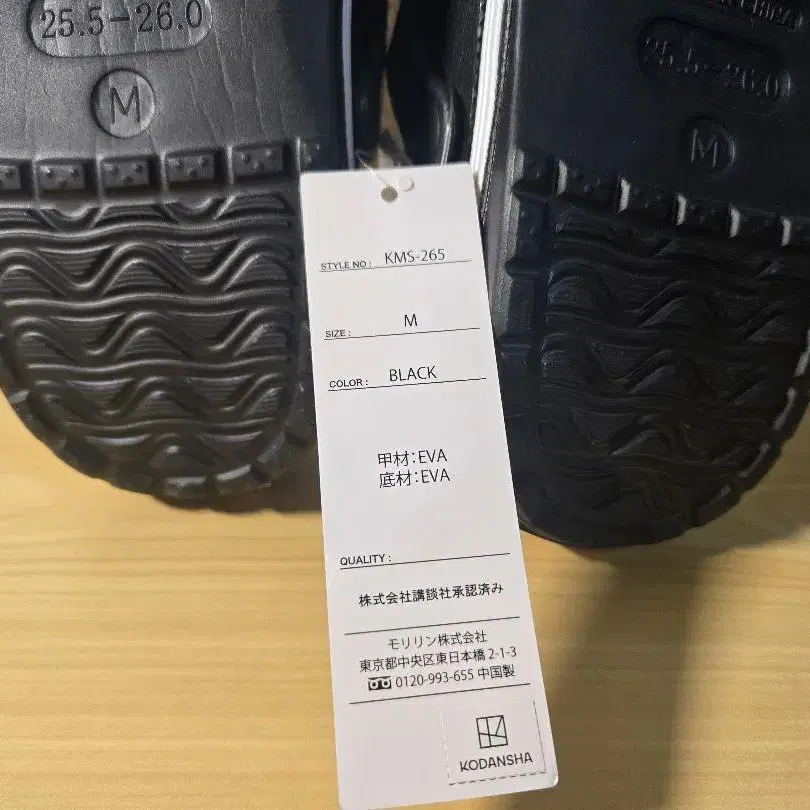 25.5-26.0
M
25.5-26.0
M
STYLE NO : KMS-265
SIZE : M
COLOR : BLACK
甲材:EVA
底材:EVA
QUALITY :
株式会社講談社承認済み
モリリン株式会社
東京都中央区東日本橋 2-1-3
0120-993-655 中国製
KODANSHA